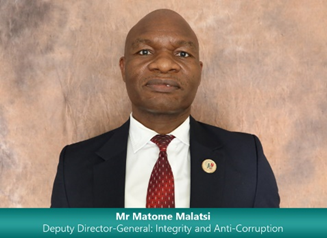 Mr Matome Malatsi
Deputy Director-General: Integrity and Anti-Corruption